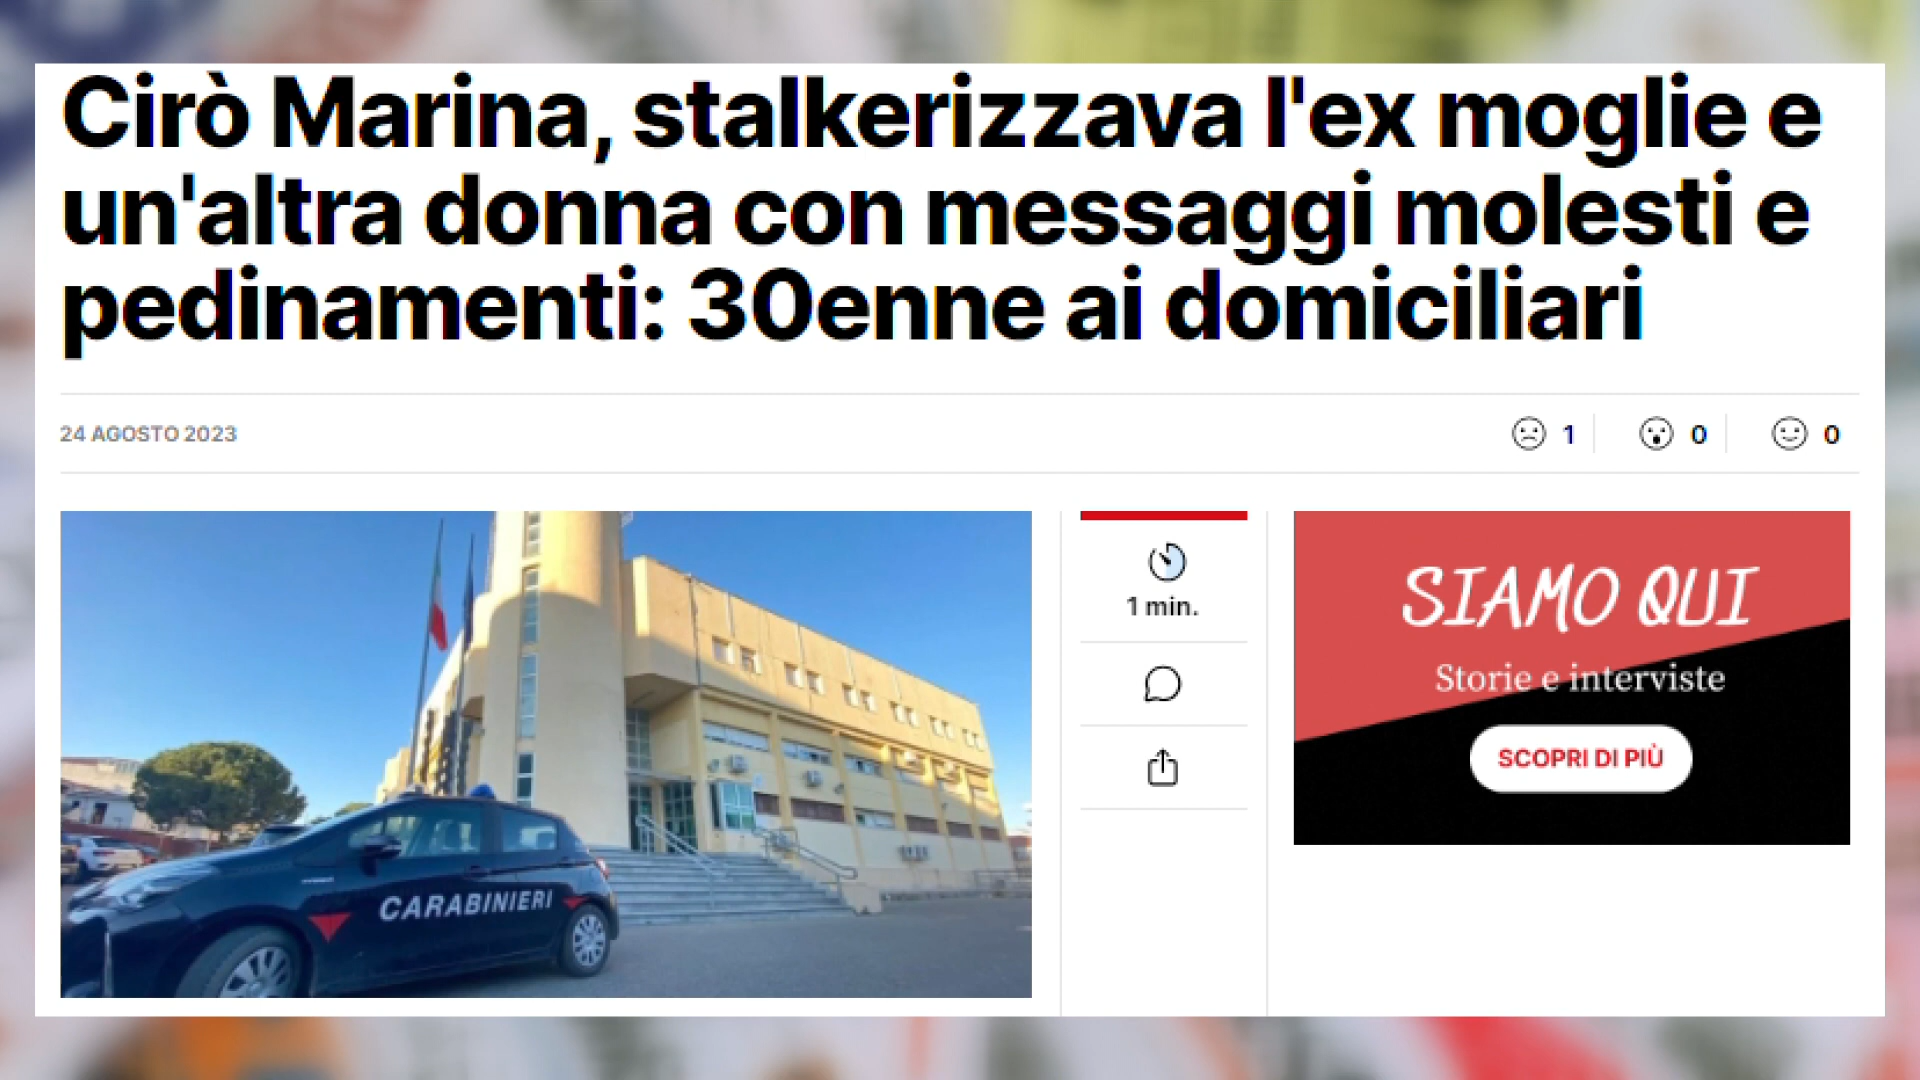 Cirò Marina, stalkerizzava l'ex moglie e
un'altra donna con messaggi molesti e
pedinamenti: 30enne ai domiciliari
24 AGOSTO 2023
1
0
0
CARABINIERI
1 min.
SIAMO QUI
Storie e interviste
SCOPRI DI PIÙ